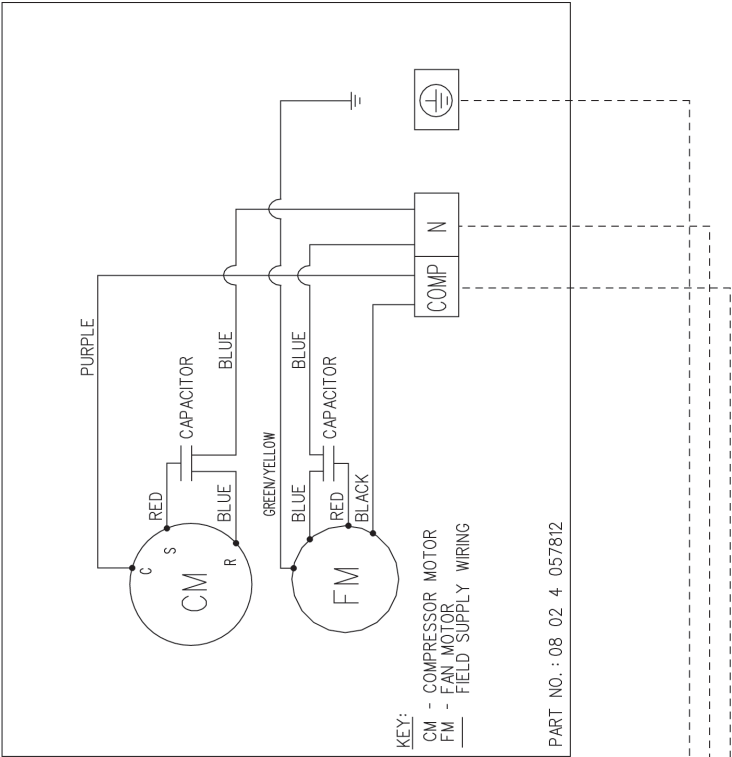 PURPLE
CAPACITOR
BLUE
BLUE
CAPACITOR
RED
BLUE
GREEN/YELLOW
BLUE
RED
BLACK
C
S
R
CM
FM
N
COMP
KEY:
CM - COMPRESSOR MOTOR
FM - FAN MOTOR
FIELD SUPPLY WIRING
PART NO. : 08 02 4 057812